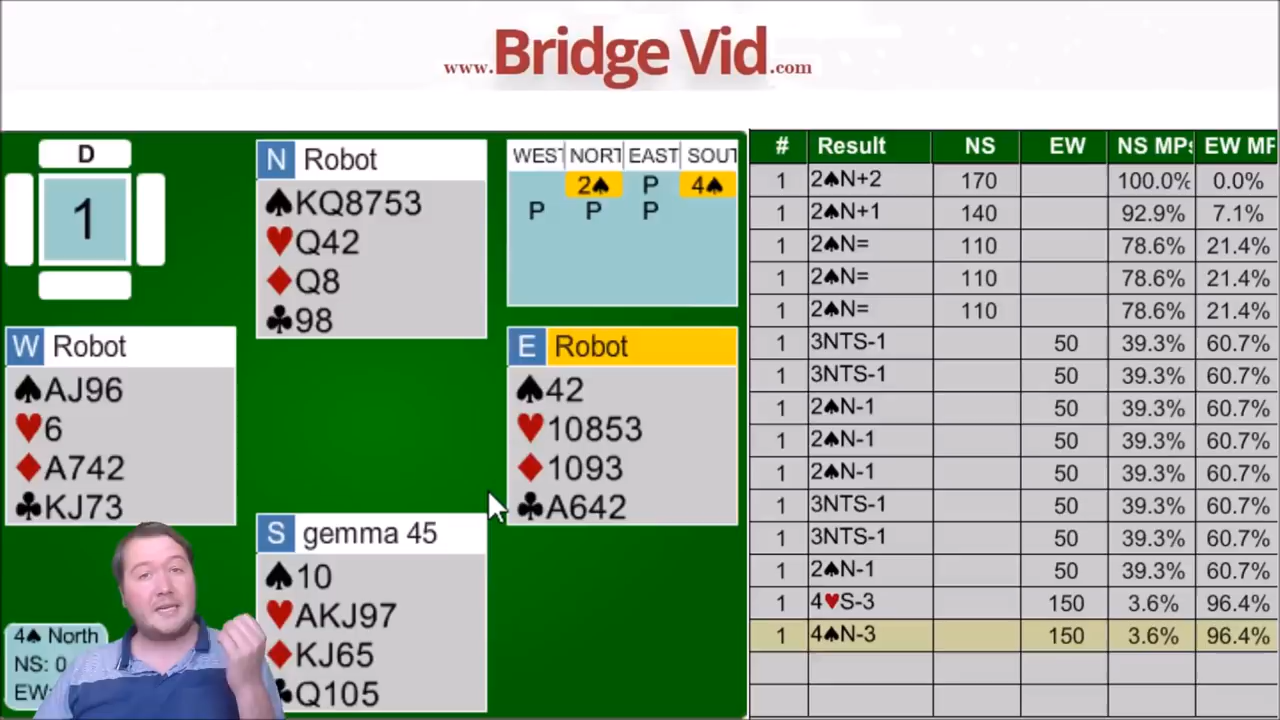 www.Bridge Vid.com
D
1
N Robot
♠KQ8753
♥Q42
♦Q8
♣98
WEST NORT EAST SOUT
2♠ P 4♠
P P P
W Robot
♠AJ96
♥6
♦A742
♣KJ73
E Robot
♠42
♥10853
♦1093
♣A642
S gemma 45
♠10
♥AKJ97
♦KJ65
♣Q105
4♠ North
NS: 0
EW:
# Result NS EW NS MPs EW MP
1 2♠N+2 170 100.0% 0.0%
1 2♠N+1 140 92.9% 7.1%
1 2♠N= 110 78.6% 21.4%
1 2♠N= 110 78.6% 21.4%
1 2♠N= 110 78.6% 21.4%
1 3NTS-1 50 39.3% 60.7%
1 3NTS-1 50 39.3% 60.7%
1 2♠N-1 50 39.3% 60.7%
1 2♠N-1 50 39.3% 60.7%
1 2♠N-1 50 39.3% 60.7%
1 3NTS-1 50 39.3% 60.7%
1 3NTS-1 50 39.3% 60.7%
1 2♠N-1 50 39.3% 60.7%
1 4♥S-3 150 3.6% 96.4%
1 4♠N-3 150 3.6% 96.4%